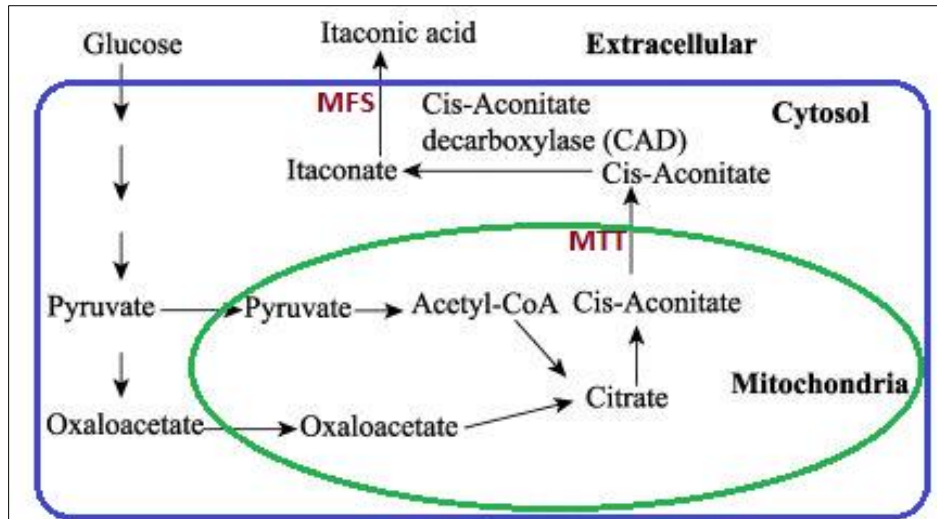 Glucose
Itaconic acid
Extracellular
MFS
Cis-Aconitate
decarboxylase (CAD)
Cytosol
Itaconate
Cis-Aconitate
MTT
Pyruvate
Pyruvate
Acetyl-CoA
Cis-Aconitate
Mitochondria
Citrate
Oxaloacetate
Oxaloacetate